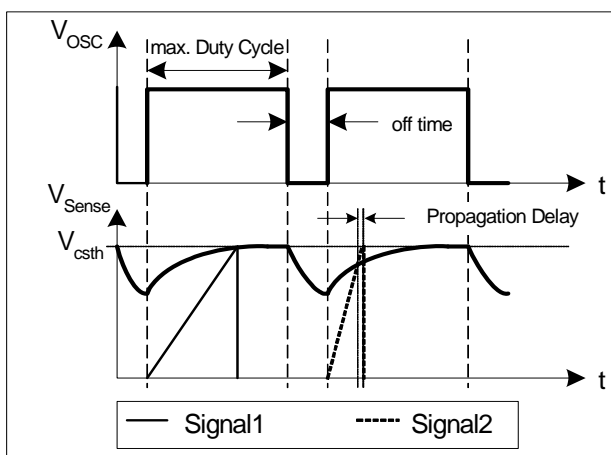 V_OSC
max. Duty Cycle
off time
t
V_Sense
Propagation Delay
V_csth
t
Signal1
Signal2